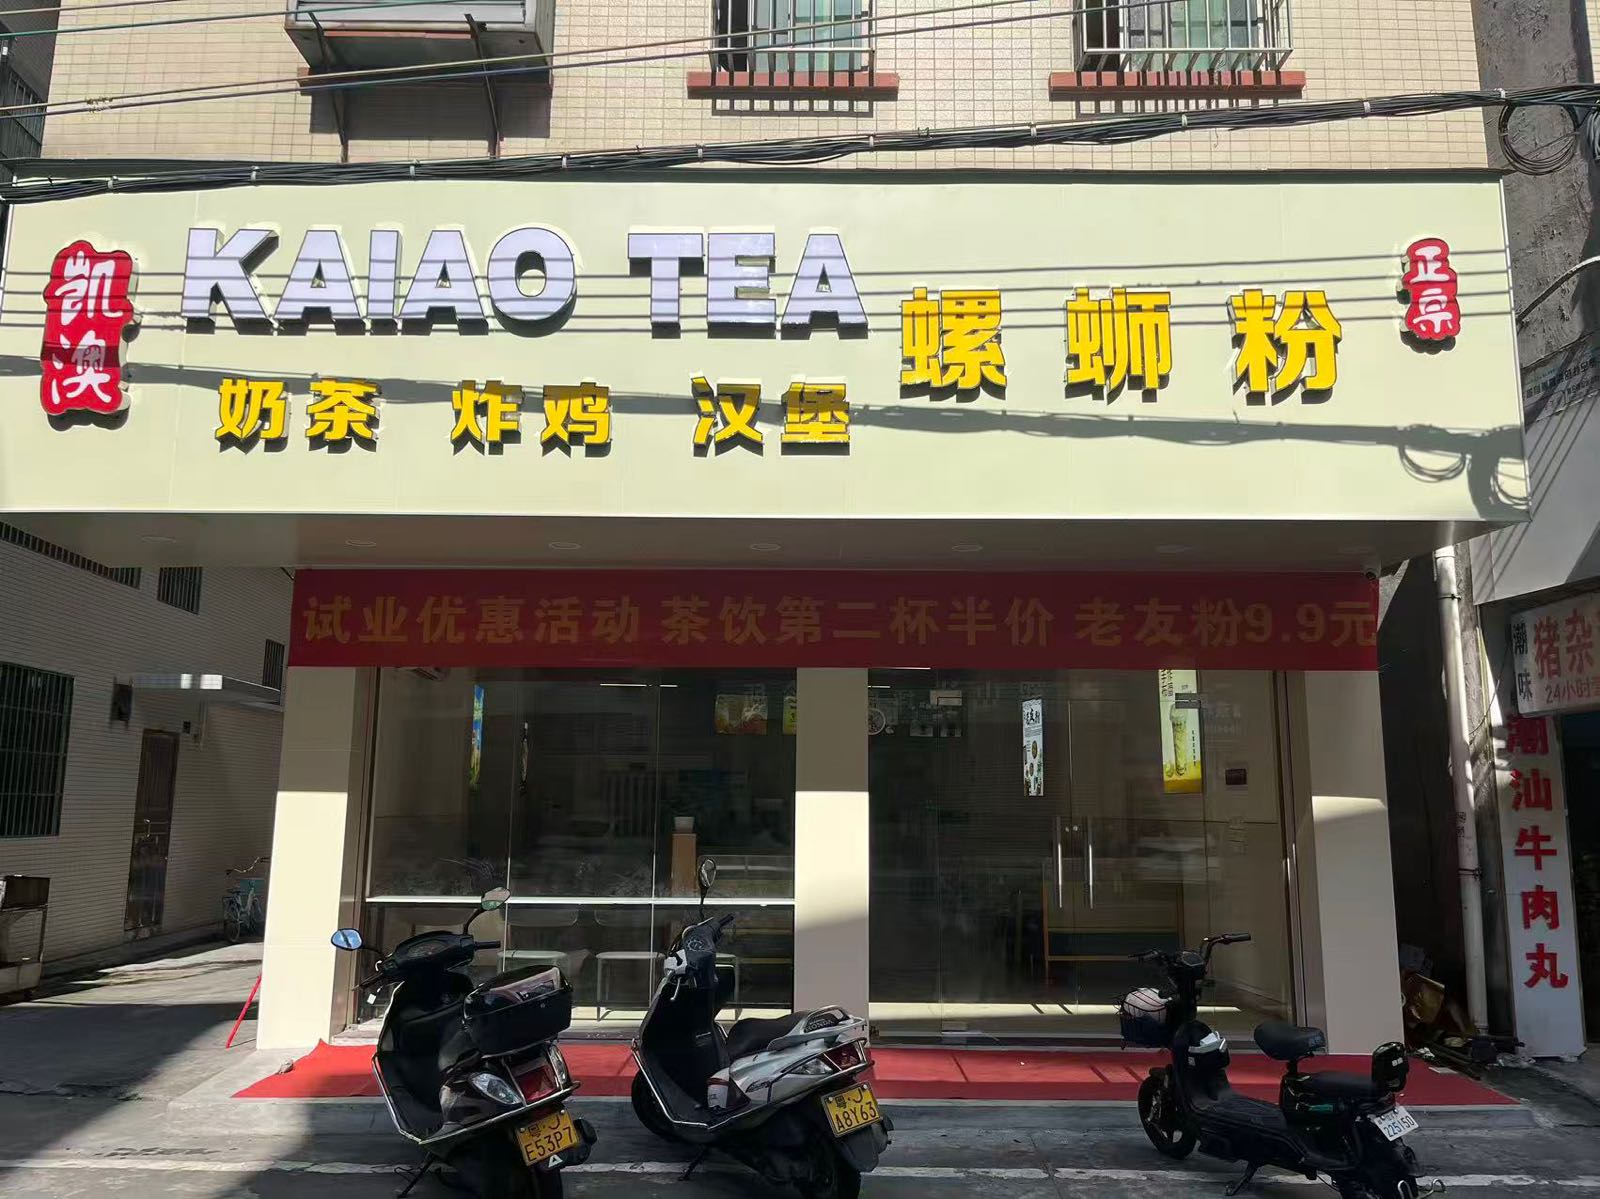 凯澳
KAIAO TEA
奶茶 炸鸡 汉堡
螺蛳粉
正宗
试业优惠活动 茶饮第二杯半价 老友粉9.9元
潮味
猪杂
24小时
潮汕牛肉丸
粤·J
E53P7
粤·J
A8Y63
225150